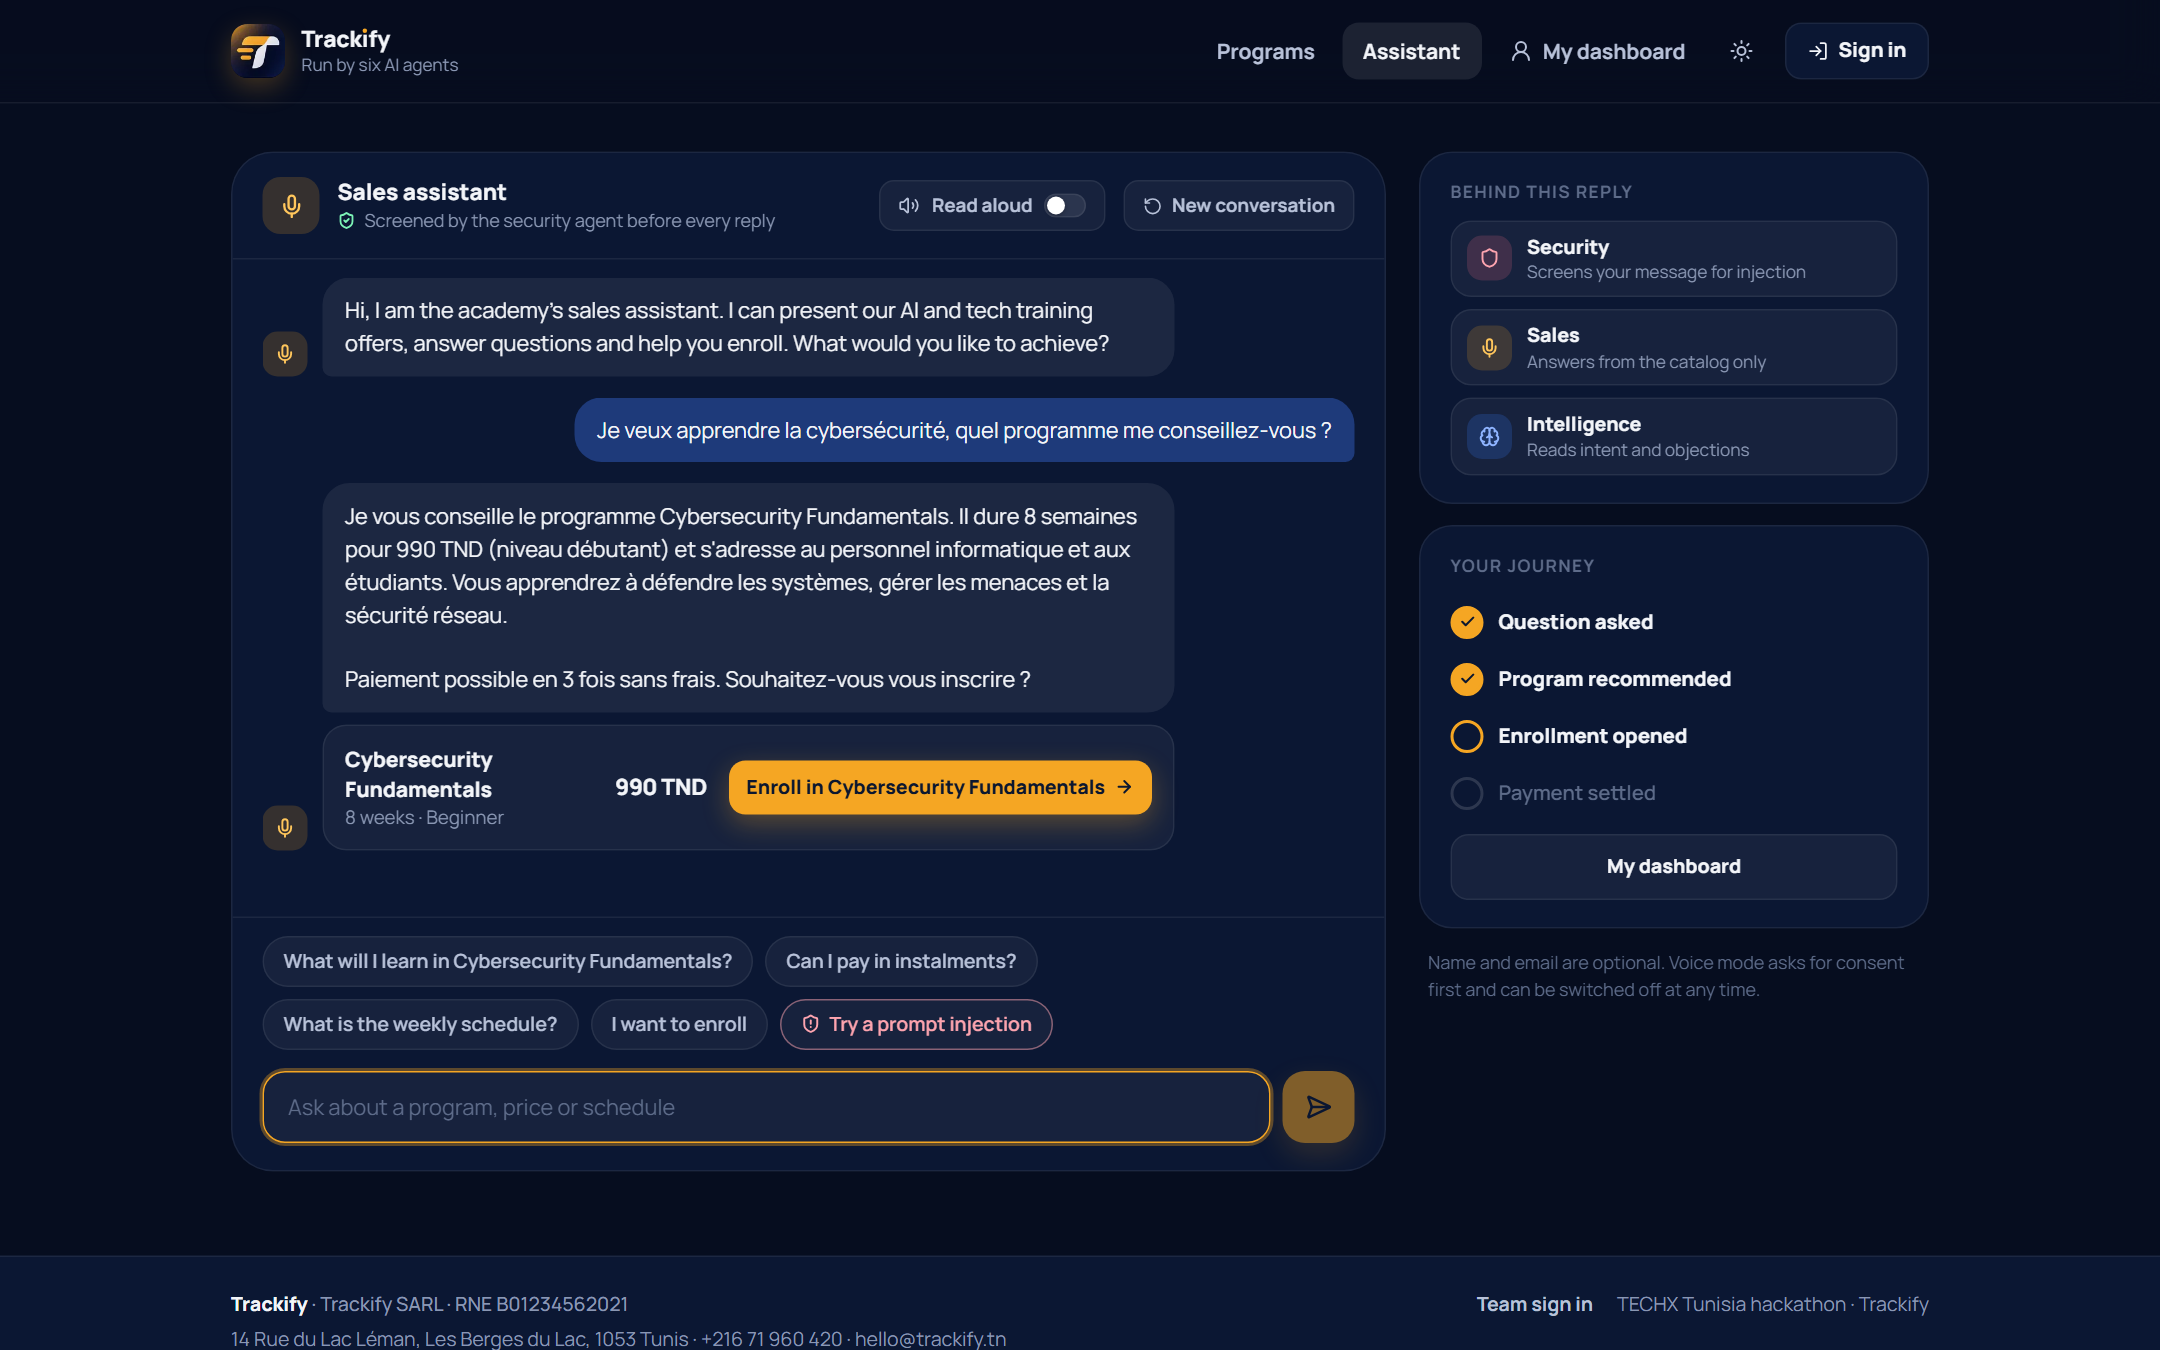 Trackify
Run by six AI agents
Programs
Assistant
My dashboard
Sign in
Sales assistant
Screened by the security agent before every reply
Read aloud
New conversation
Hi, I am the academy's sales assistant. I can present our AI and tech training
offers, answer questions and help you enroll. What would you like to achieve?
Je veux apprendre la cybersécurité, quel programme me conseillez-vous ?
Je vous conseille le programme Cybersecurity Fundamentals. Il dure 8 semaines
pour 990 TND (niveau débutant) et s'adresse au personnel informatique et aux
étudiants. Vous apprendrez à défendre les systèmes, gérer les menaces et la
sécurité réseau.
Paiement possible en 3 fois sans frais. Souhaitez-vous vous inscrire ?
Cybersecurity
Fundamentals
8 weeks · Beginner
990 TND
Enroll in Cybersecurity Fundamentals
What will I learn in Cybersecurity Fundamentals?
Can I pay in instalments?
What is the weekly schedule?
I want to enroll
Try a prompt injection
Ask about a program, price or schedule
BEHIND THIS REPLY
Security
Screens your message for injection
Sales
Answers from the catalog only
Intelligence
Reads intent and objections
YOUR JOURNEY
Question asked
Program recommended
Enrollment opened
Payment settled
My dashboard
Name and email are optional. Voice mode asks for consent
first and can be switched off at any time.
Trackify · Trackify SARL · RNE B01234562021
14 Rue du Lac Léman, Les Berges du Lac, 1053 Tunis · +216 71 960 420 · hello@trackify.tn
Team sign in
TECHX Tunisia hackathon · Trackify